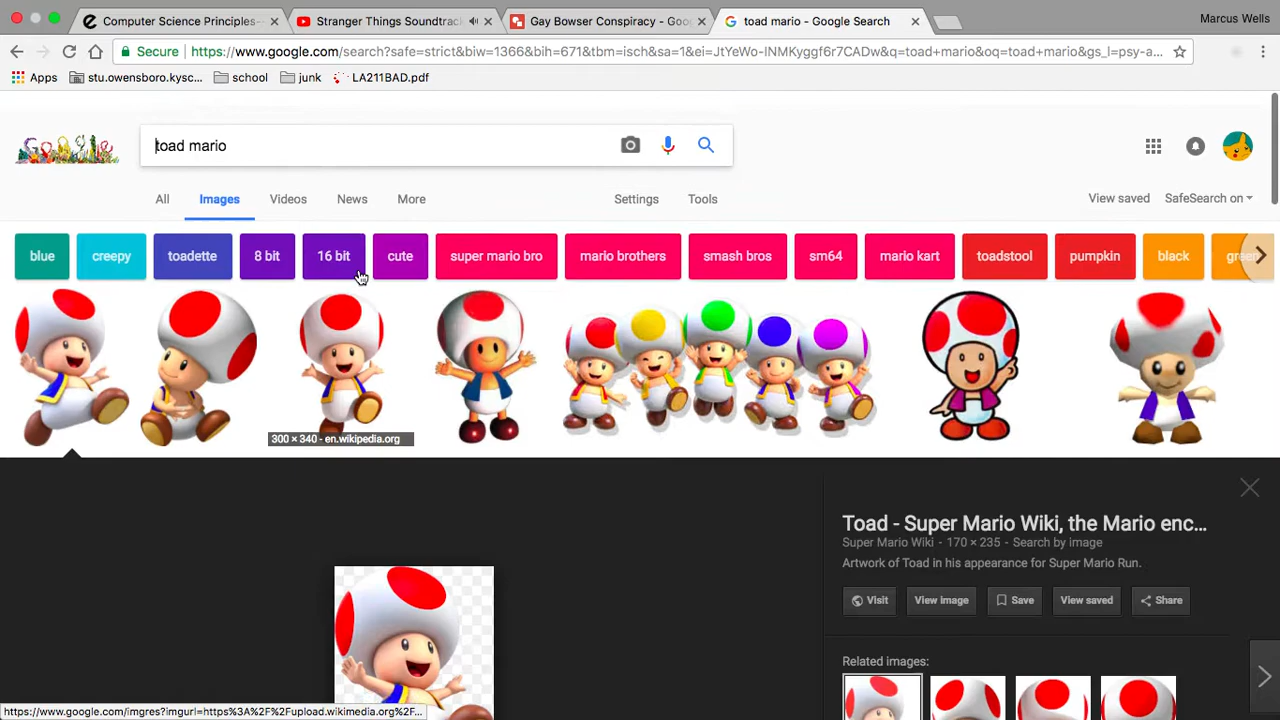 Computer Science Principles--
Stranger Things Soundtrack
Gay Bowser Conspiracy - Goo
toad mario - Google Search
Marcus Wells
Secure
https://www.google.com/search?safe=strict&biw=1366&bih=671&tbm=isch&sa=1&ei=JtYeWo-INMKyggf6r7CADw&q=toad+mario&oq=toad+mario&gs_l=psy-a...
Apps
stu.owensboro.kysc...
school
junk
LA211BAD.pdf
Google
toad mario
All
Images
Videos
News
More
Settings
Tools
View saved
SafeSearch on
blue
creepy
toadette
8 bit
16 bit
cute
super mario bro
mario brothers
smash bros
sm64
mario kart
toadstool
pumpkin
black
green
300 × 340 - en.wikipedia.org
Toad - Super Mario Wiki, the Mario enc...
Super Mario Wiki - 170 × 235 - Search by image
Artwork of Toad in his appearance for Super Mario Run.
Visit
View image
Save
View saved
Share
Related images:
https://www.google.com/imgres?imgurl=https%3A%2F%2Fupload.wikimedia.org%2F...